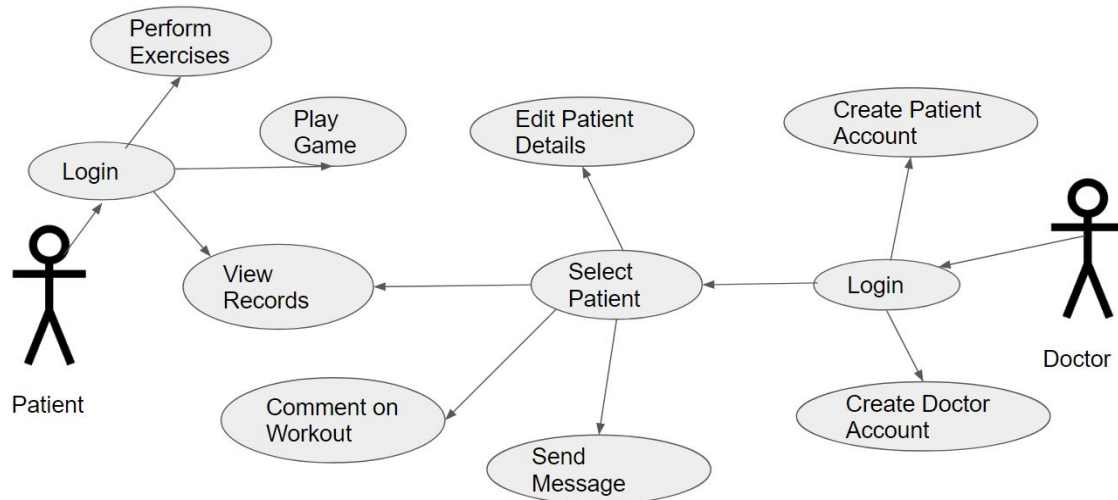 Perform
Exercises
Play
Game
Edit Patient
Details
Create Patient
Account
Login
View
Records
Select
Patient
Login
Doctor
Patient
Comment on
Workout
Create Doctor
Account
Send
Message